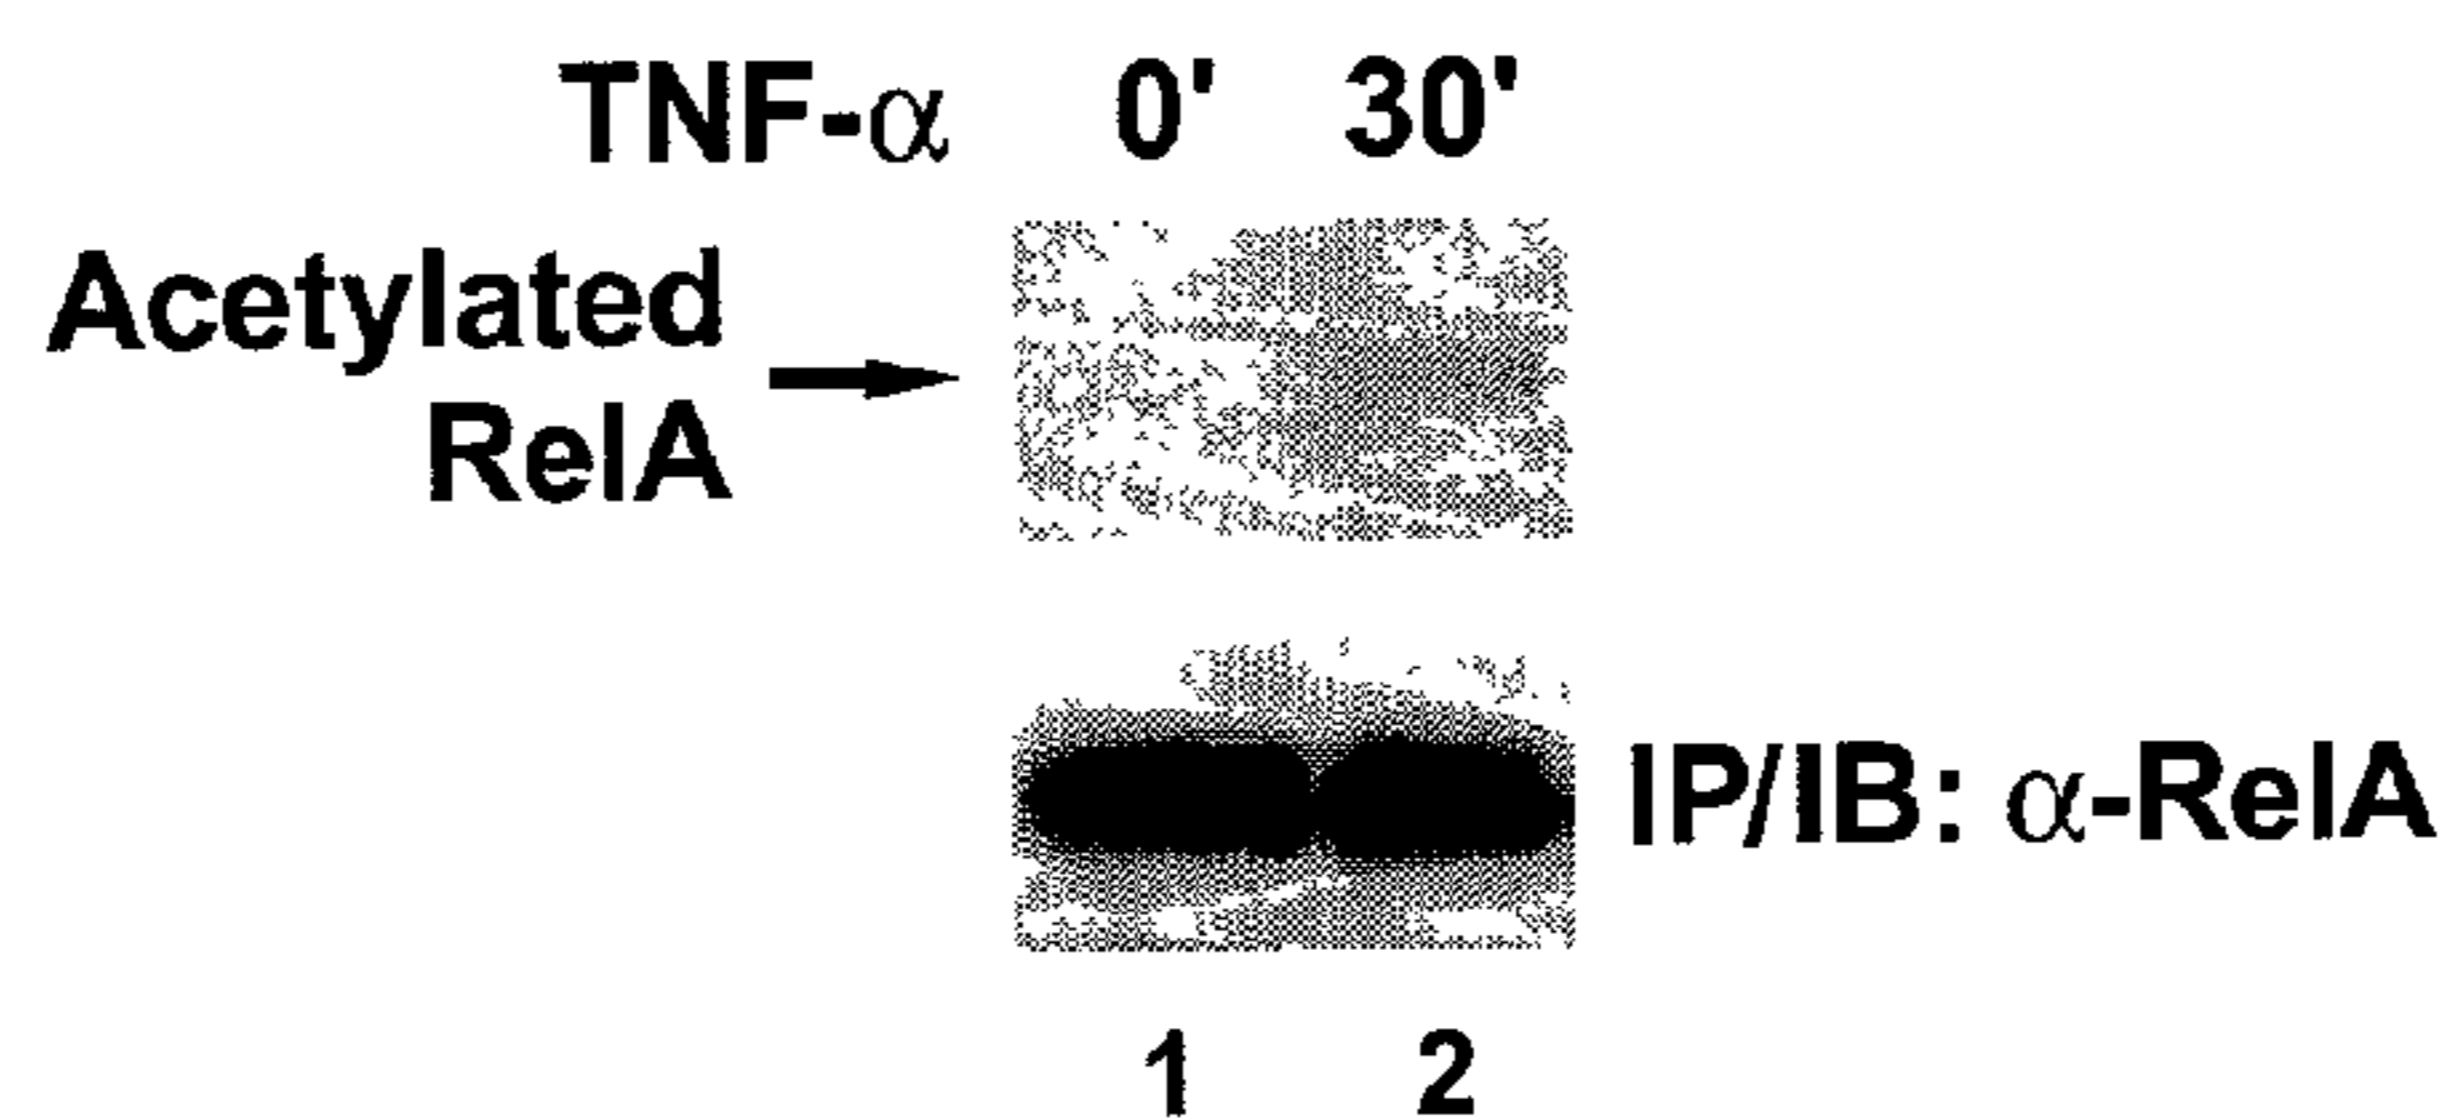 TNF-α 0' 30'
Acetylated
RelA
IP/IB: α-RelA
1 2